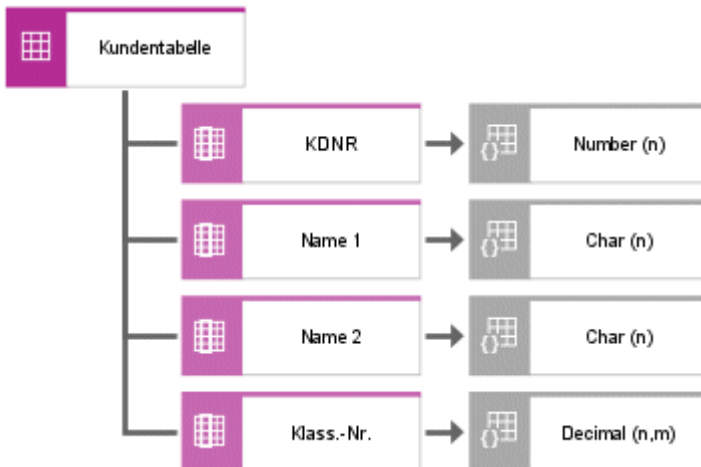 Kundentabelle
KDNR
Number (n)
Name 1
Char (n)
Name 2
Char (n)
Klass.-Nr.
Decimal (n,m)